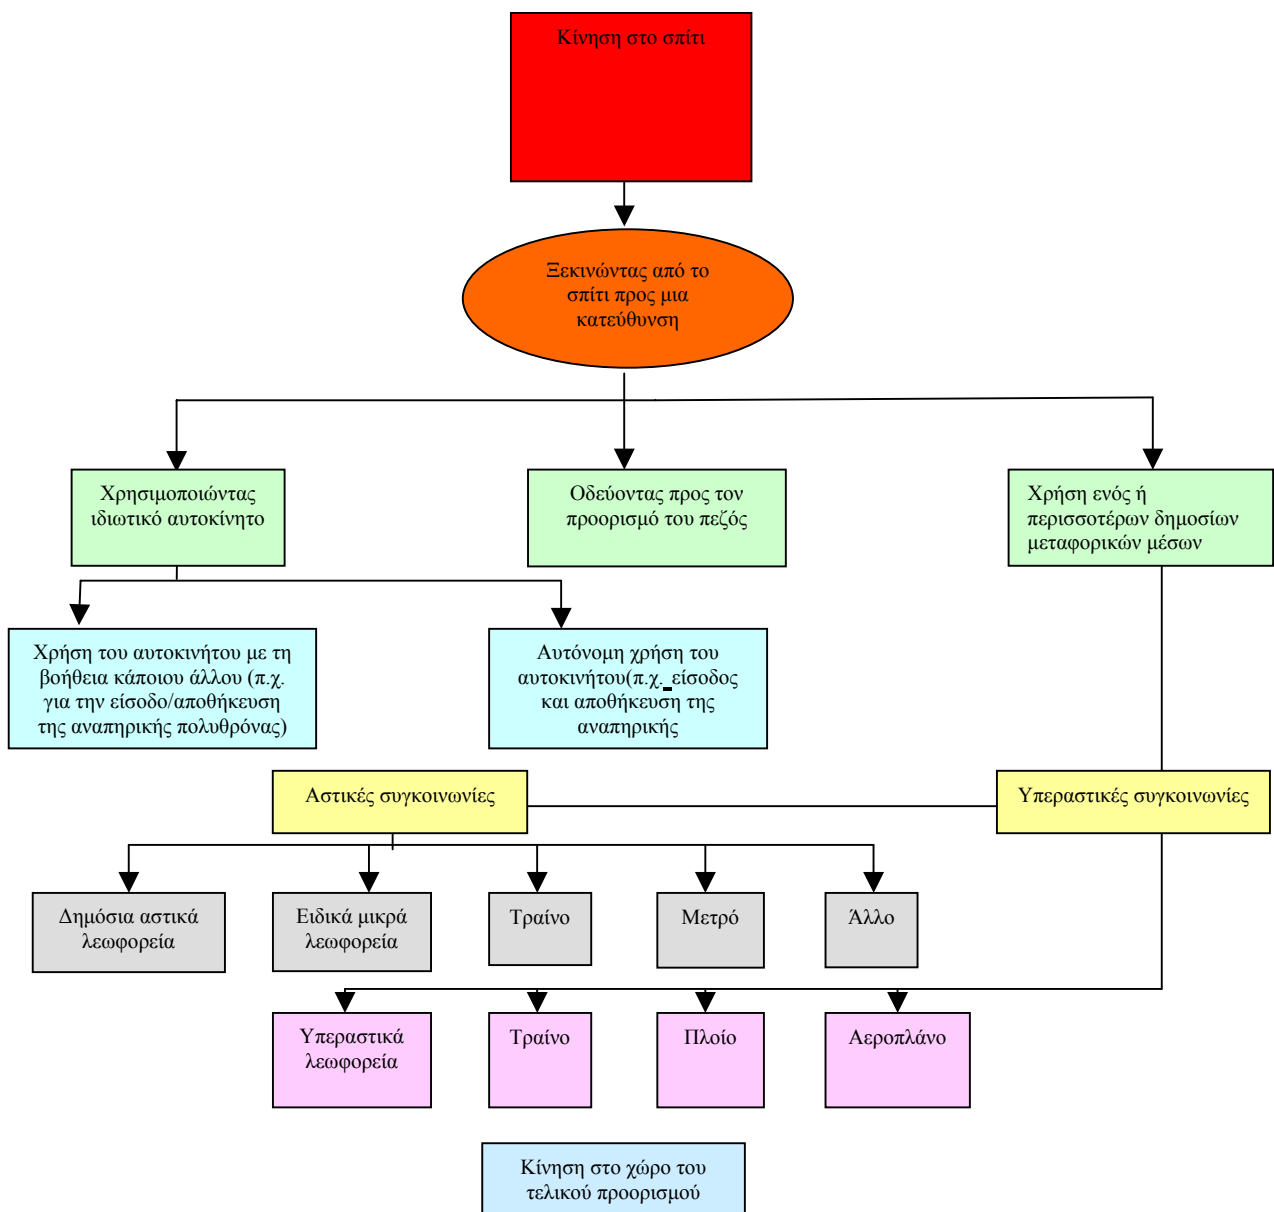 Κίνηση στο σπίτι
Ξεκινώντας από το
σπίτι προς μια
κατεύθυνση
Χρησιμοποιώντας
ιδιωτικό αυτοκίνητο
Οδεύοντας προς τον
προορισμό του πεζός
Χρήση ενός ή
περισσοτέρων δημοσίων
μεταφορικών μέσων
Χρήση του αυτοκινήτου με τη
βοήθεια κάποιου άλλου (π.χ.
για την είσοδο/αποθήκευση
της αναπηρικής πολυθρόνας)
Αυτόνομη χρήση του
αυτοκινήτου(π.χ. είσοδος
και αποθήκευση της
αναπηρικής
Αστικές συγκοινωνίες
Υπεραστικές συγκοινωνίες
Δημόσια αστικά
λεωφορεία
Ειδικά μικρά
λεωφορεία
Τραίνο
Μετρό
Άλλο
Υπεραστικά
λεωφορεία
Τραίνο
Πλοίο
Αεροπλάνο
Κίνηση στο χώρο του
τελικού προορισμού